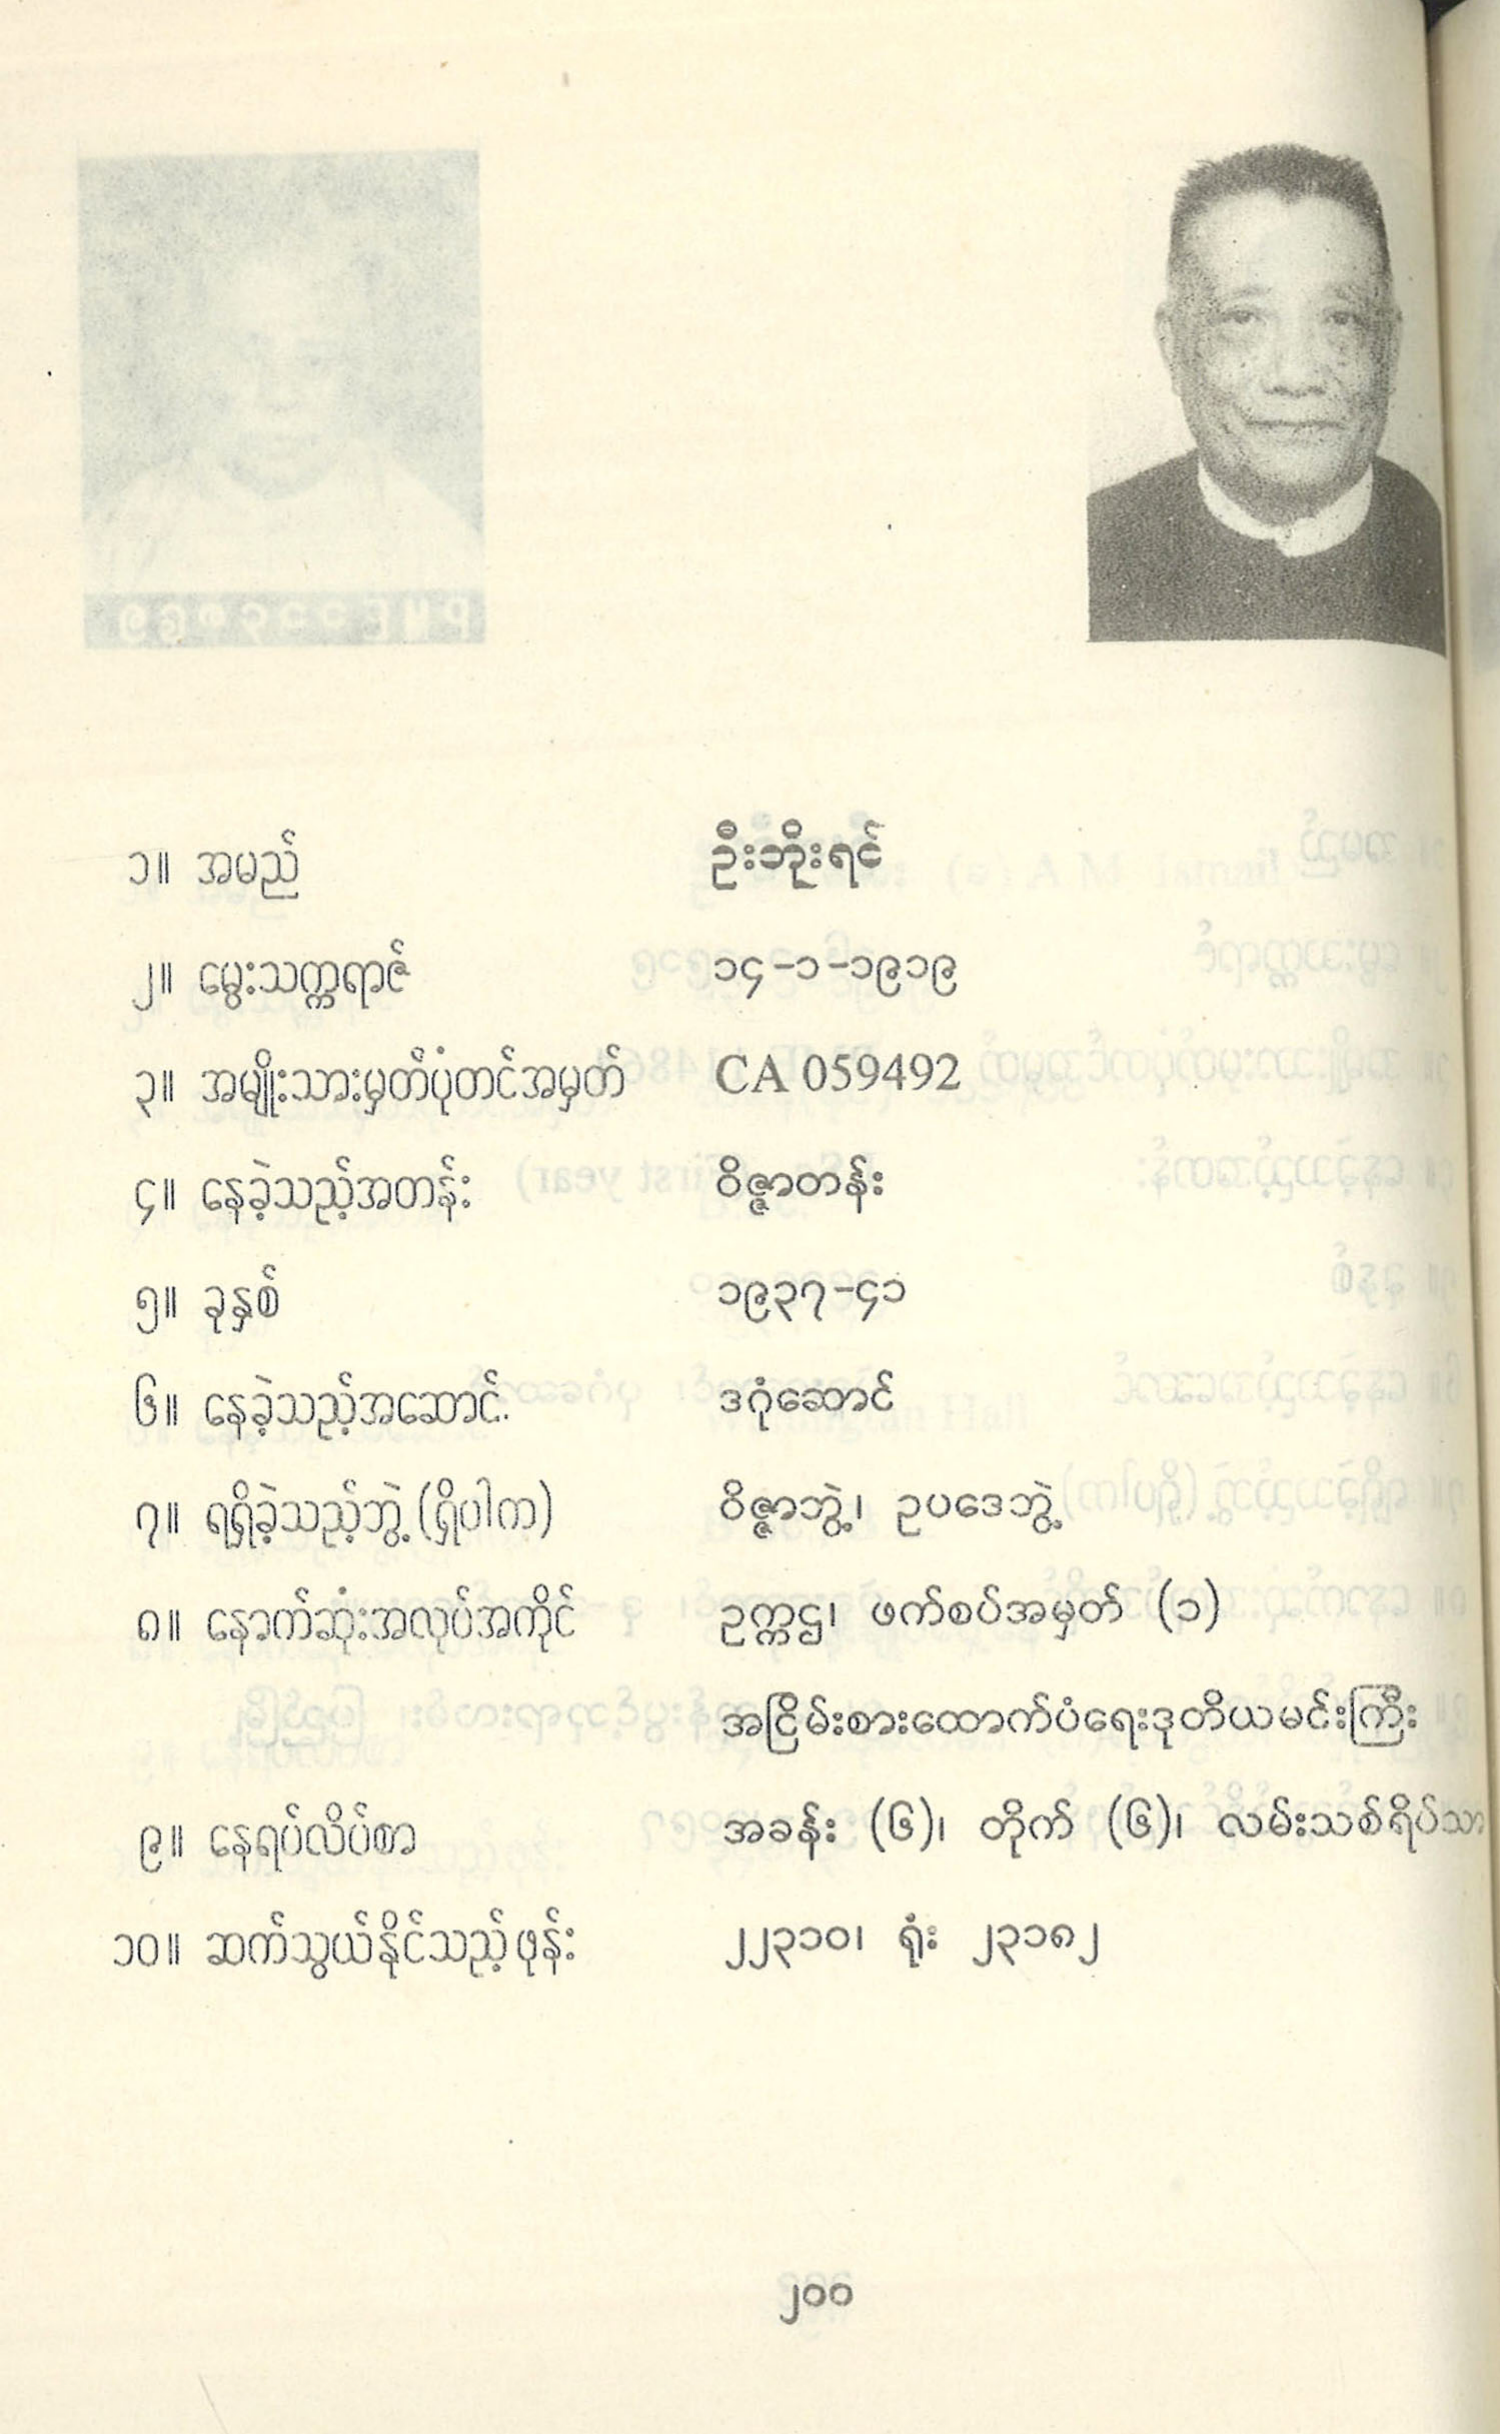 ၁။ အမည် ဦးဘိုးရင်
၂။ မွေးသက္ကရာဇ် ၁၄-၁-၁၉၁၉
၃။ အမျိုးသားမှတ်ပုံတင်အမှတ် CA 059492
၄။ နေခဲ့သည့်အတန်း ဝိဇ္ဇာတန်း
၅။ ခုနှစ် ၁၉၃၇-၄၁
၆။ နေခဲ့သည့်အဆောင် ဒဂုံဆောင်
၇။ ရရှိခဲ့သည့်ဘွဲ့ (ရှိပါက) ဝိဇ္ဇာဘွဲ့၊ ဥပဒေဘွဲ့
၈။ နောက်ဆုံးအလုပ်အကိုင် ဥက္ကဋ္ဌ၊ ဖက်စပ်အမှတ် (၁)
အငြိမ်းစားထောက်ပံ့ရေးဒုတိယမင်းကြီး
၉။ နေရပ်လိပ်စာ အခန်း (၆)၊ တိုက် (၆)၊ လမ်းသစ်ရိပ်သာ
၁၀။ ဆက်သွယ်နိုင်သည့်ဖုန်း ၂၂၃၁၀၊ ရုံး ၂၃၁၈၂
၂၀၀